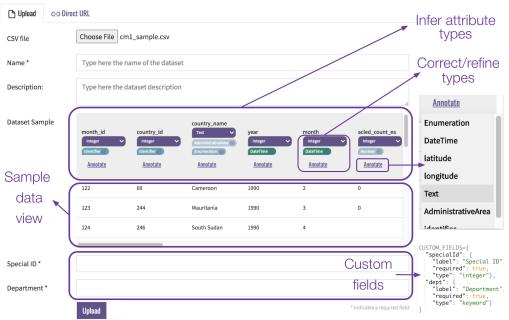 Upload
Direct URL
Infer attribute
types
CSV file
Choose File cm1_sample.csv
Correct/refine
types
Name *
Type here the name of the dataset
Description:
Type here the dataset description
Annotate
Enumeration
DateTime
latitude
longitude
Text
AdministrativeArea
Identifier
Dataset Sample
month_id country_id country_name year month acled_count_ns
Integer Integer Text Integer Integer Integer
Identifier Identifier AdministrativeArea DateTime DateTime
Enumeration
Annotate Annotate Annotate Annotate Annotate Annotate
Sample
data
view
122 69 Cameroon 1990 2 0
123 244 Mauritania 1990 3 0
124 246 South Sudan 1990 4
Special ID *
Department *
Custom
fields
CUSTOM_FIELDS={
"specialId": {
"label": "Special ID",
"required": true,
"type": "integer"},
"dept": {
"label": "Department",
"required": true,
"type": "keyword"}
}
Upload
* Indicates a required field